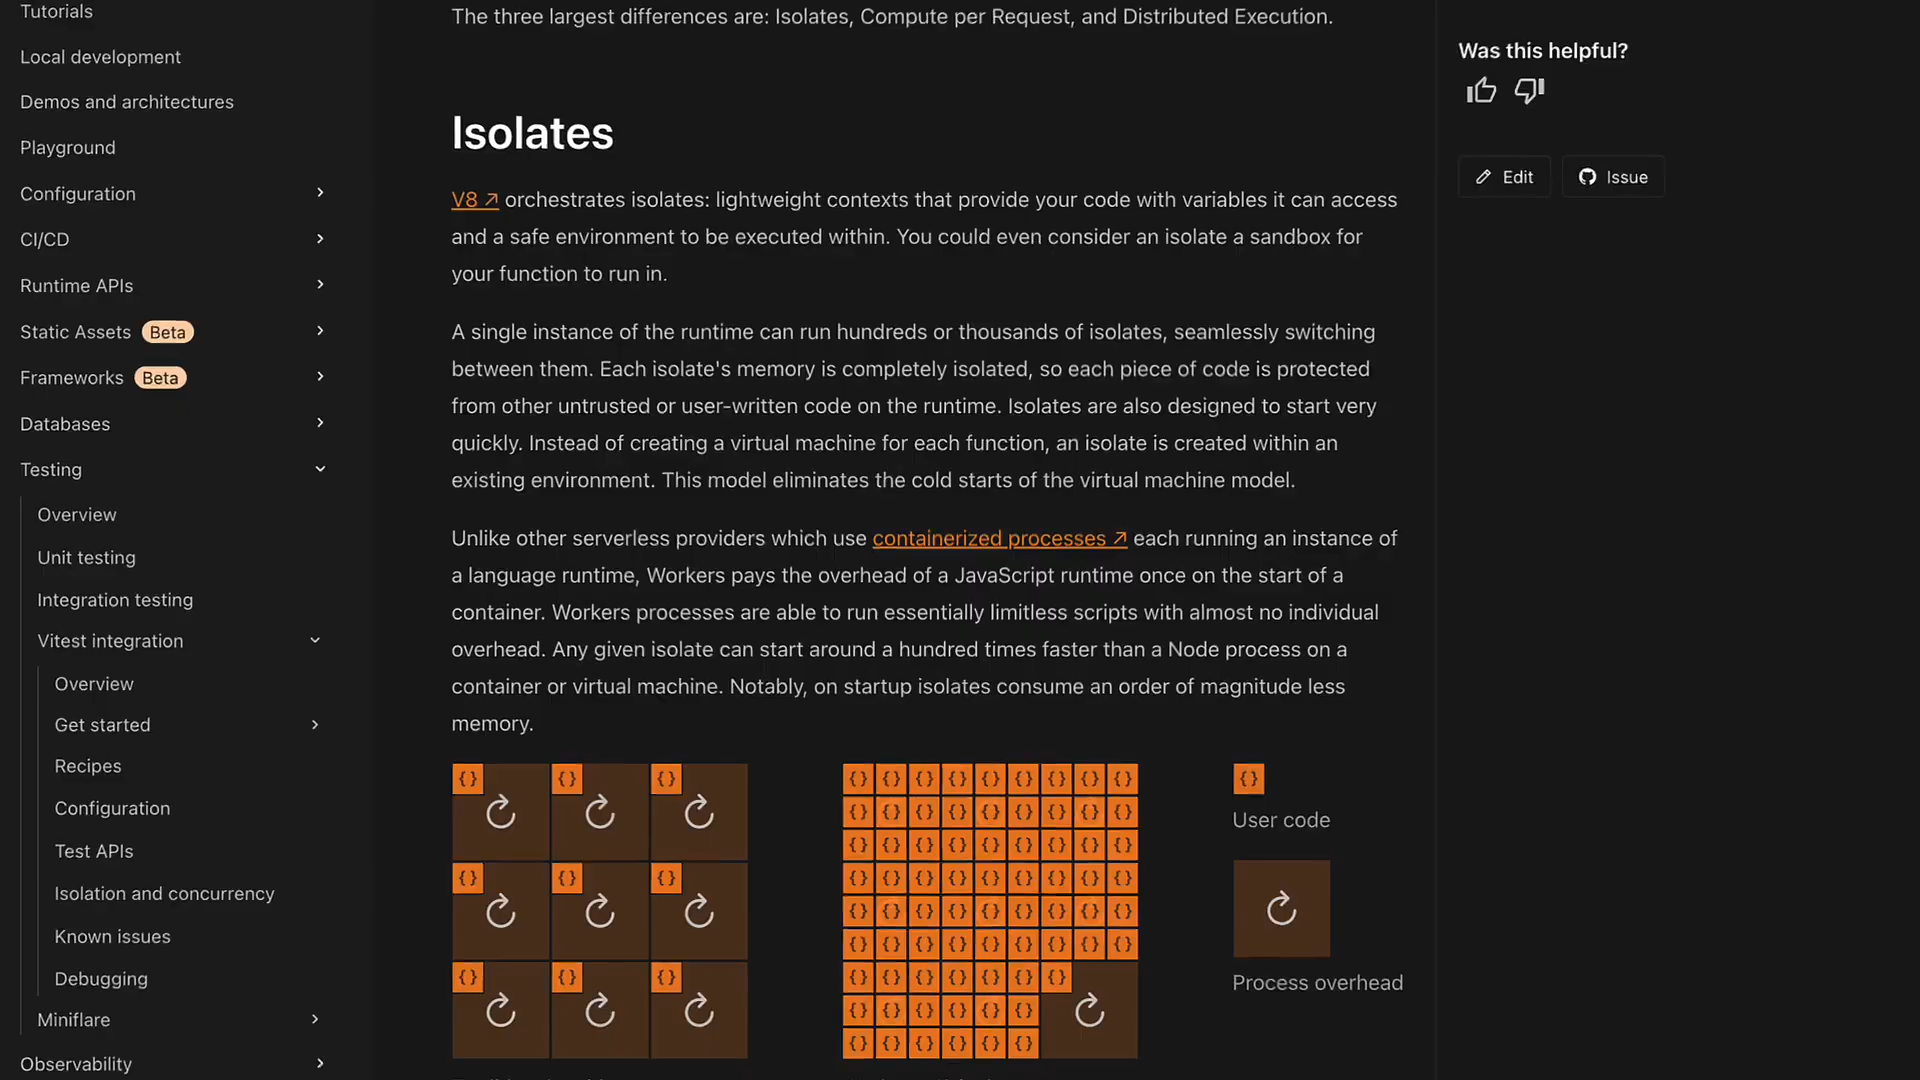 Tutorials
Local development
Demos and architectures
Playground
Configuration
CI/CD
Runtime APIs
Static Assets Beta
Frameworks Beta
Databases
Testing
Overview
Unit testing
Integration testing
Vitest integration
Overview
Get started
Recipes
Configuration
Test APIs
Isolation and concurrency
Known issues
Debugging
Miniflare
Observability
The three largest differences are: Isolates, Compute per Request, and Distributed Execution.
Isolates
V8 ↗ orchestrates isolates: lightweight contexts that provide your code with variables it can access
and a safe environment to be executed within. You could even consider an isolate a sandbox for
your function to run in.
A single instance of the runtime can run hundreds or thousands of isolates, seamlessly switching
between them. Each isolate's memory is completely isolated, so each piece of code is protected
from other untrusted or user-written code on the runtime. Isolates are also designed to start very
quickly. Instead of creating a virtual machine for each function, an isolate is created within an
existing environment. This model eliminates the cold starts of the virtual machine model.
Unlike other serverless providers which use containerized processes ↗ each running an instance of
a language runtime, Workers pays the overhead of a JavaScript runtime once on the start of a
container. Workers processes are able to run essentially limitless scripts with almost no individual
overhead. Any given isolate can start around a hundred times faster than a Node process on a
container or virtual machine. Notably, on startup isolates consume an order of magnitude less
memory.
{} {} {}
{} {} {}
{} {} {}
{} {} {} {} {} {} {} {} {}
{} {} {} {} {} {} {} {} {}
{} {} {} {} {} {} {} {} {}
{} {} {} {} {} {} {} {} {}
{} {} {} {} {} {} {} {} {}
{} {} {} {} {} {} {} {} {}
{} {} {} {} {} {} {}
{} {} {} {} {} {}
{} {} {} {} {} {}
{}
User code
Process overhead
Was this helpful?
Edit
Issue